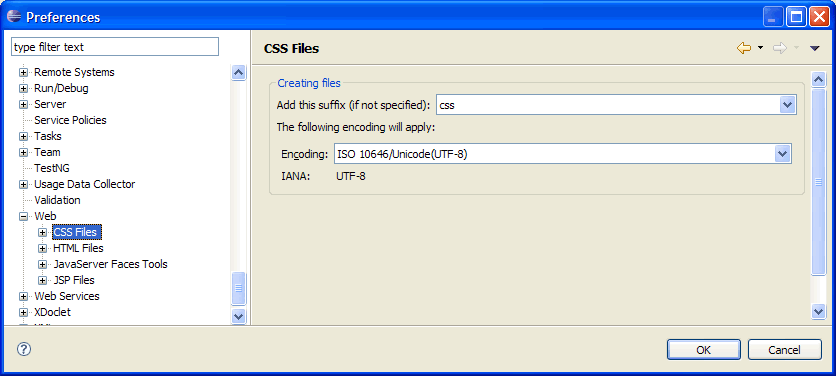 Preferences
type filter text
Remote Systems
Run/Debug
Server
Service Policies
Tasks
Team
TestNG
Usage Data Collector
Validation
Web
CSS Files
HTML Files
JavaServer Faces Tools
JSP Files
Web Services
XDoclet
CSS Files
Creating files
Add this suffix (if not specified): css
The following encoding will apply:
Encoding: ISO 10646/Unicode(UTF-8)
IANA: UTF-8
?
OK Cancel